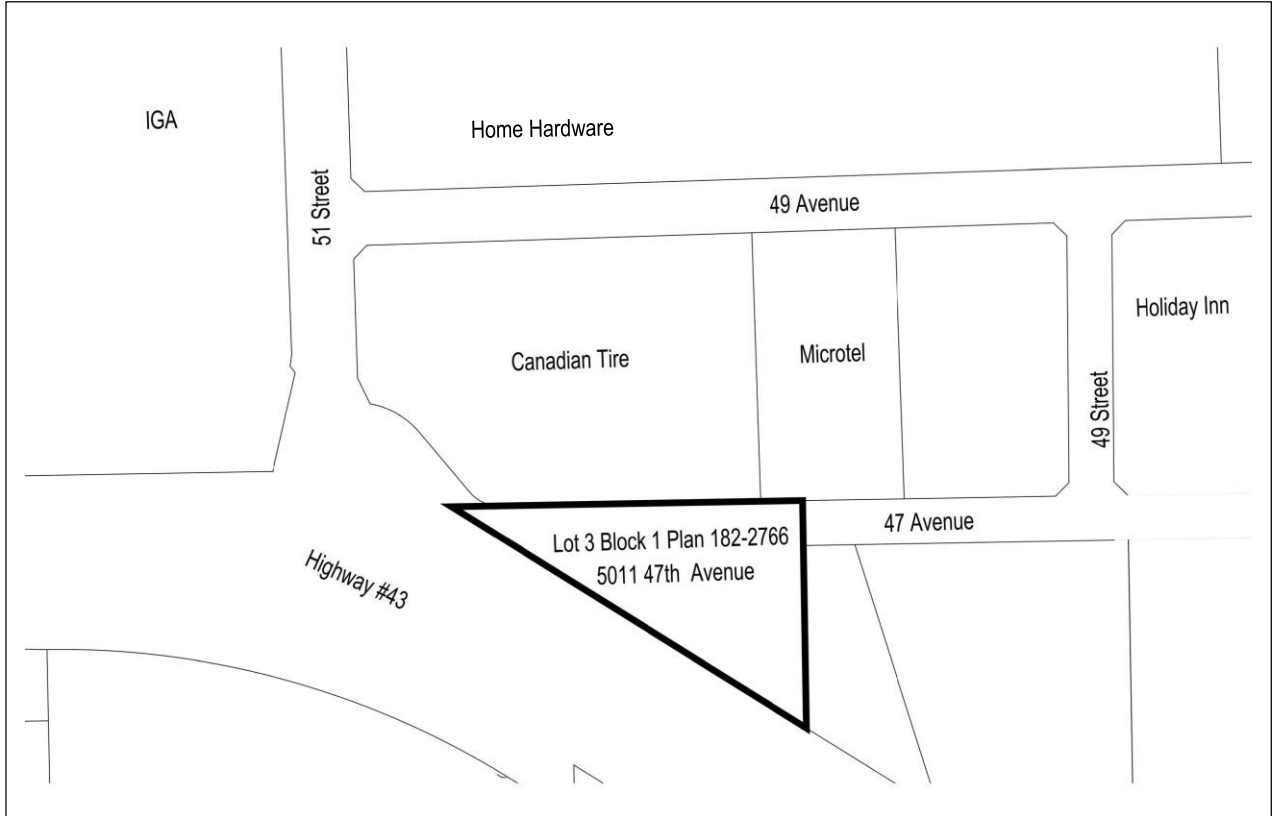 IGA
Home Hardware
51 Street
49 Avenue
Holiday Inn
Canadian Tire
Microtel
49 Street
Lot 3 Block 1 Plan 182-2766
5011 47th Avenue
47 Avenue
Highway #43